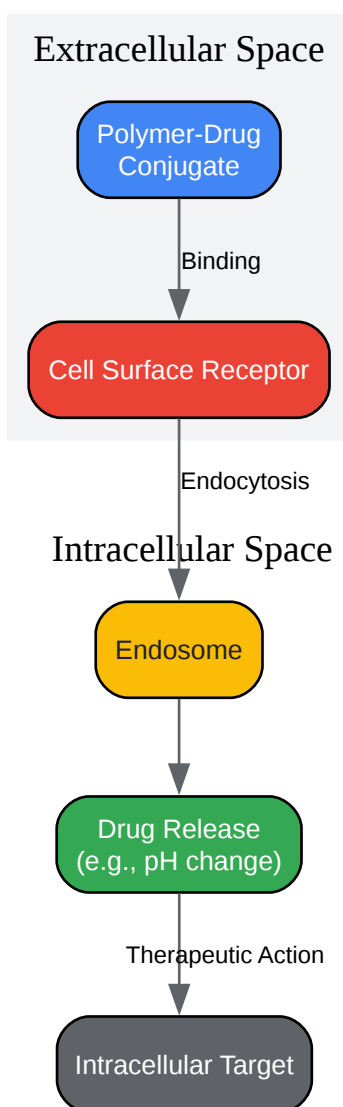 Extracellular Space
Polymer-Drug
Conjugate
Binding
Cell Surface Receptor
Endocytosis
Intracellular Space
Endosome
Drug Release
(e.g., pH change)
Therapeutic Action
Intracellular Target